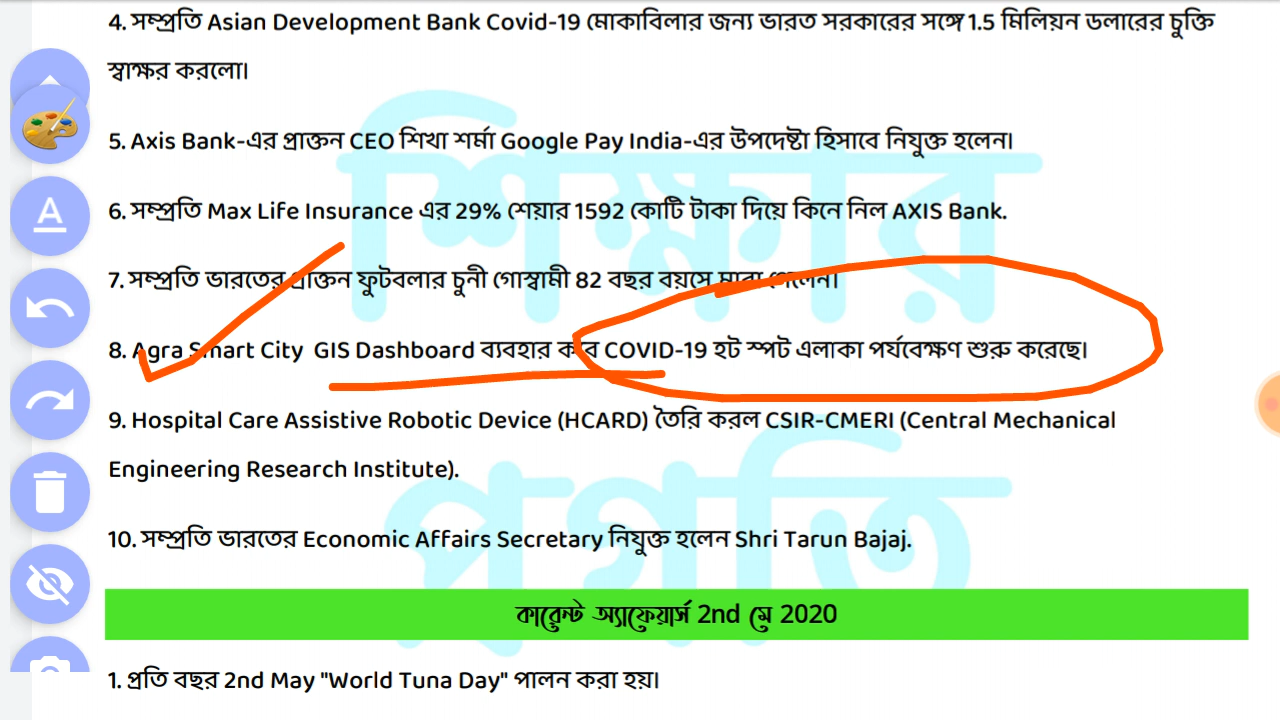 4. সম্প্রতি Asian Development Bank Covid-19 মোকাবিলার জন্য ভারত সরকারের সঙ্গে 1.5 মিলিয়ন ডলারের চুক্তি
স্বাক্ষর করলো।
5. Axis Bank-এর প্রাক্তন CEO শিখা শর্মা Google Pay India-এর উপদেষ্টা হিসাবে নিযুক্ত হলেন।
6. সম্প্রতি Max Life Insurance এর 29% শেয়ার 1592 কোটি টাকা দিয়ে কিনে নিল AXIS Bank.
7. সম্প্রতি ভারতের প্রাক্তন ফুটবলার চুনী গোস্বামী 82 বছর বয়সে মারা গেলেন।
8. Agra Smart City GIS Dashboard ব্যবহার করে COVID-19 হট স্পট এলাকা পর্যবেক্ষণ শুরু করেছে।
9. Hospital Care Assistive Robotic Device (HCARD) তৈরি করল CSIR-CMERI (Central Mechanical
Engineering Research Institute).
10. সম্প্রতি ভারতের Economic Affairs Secretary নিযুক্ত হলেন Shri Tarun Bajaj.
কারেন্ট অ্যাফেয়ার্স 2nd মে 2020
1. প্রতি বছর 2nd May "World Tuna Day" পালন করা হয়।
শিক্ষার
প্রগতি
A